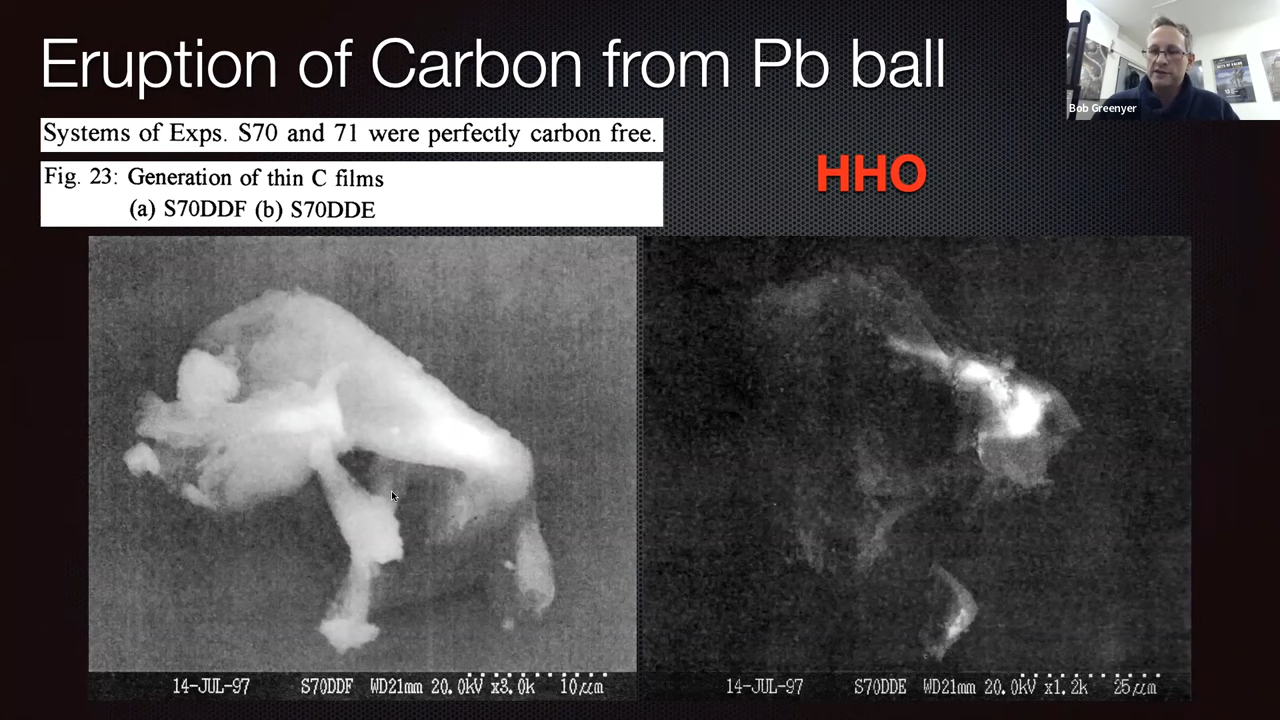 Eruption of Carbon from Pb ball
Bob Greenyer
Systems of Exps. S70 and 71 were perfectly carbon free.
HHO
Fig. 23: Generation of thin C films
(a) S70DDF (b) S70DDE
14-JUL-97 S70DDF WD21mm 20.0kV x3.0k 10µm
14-JUL-97 S70DDE WD21mm 20.0kV x1.2k 25µm